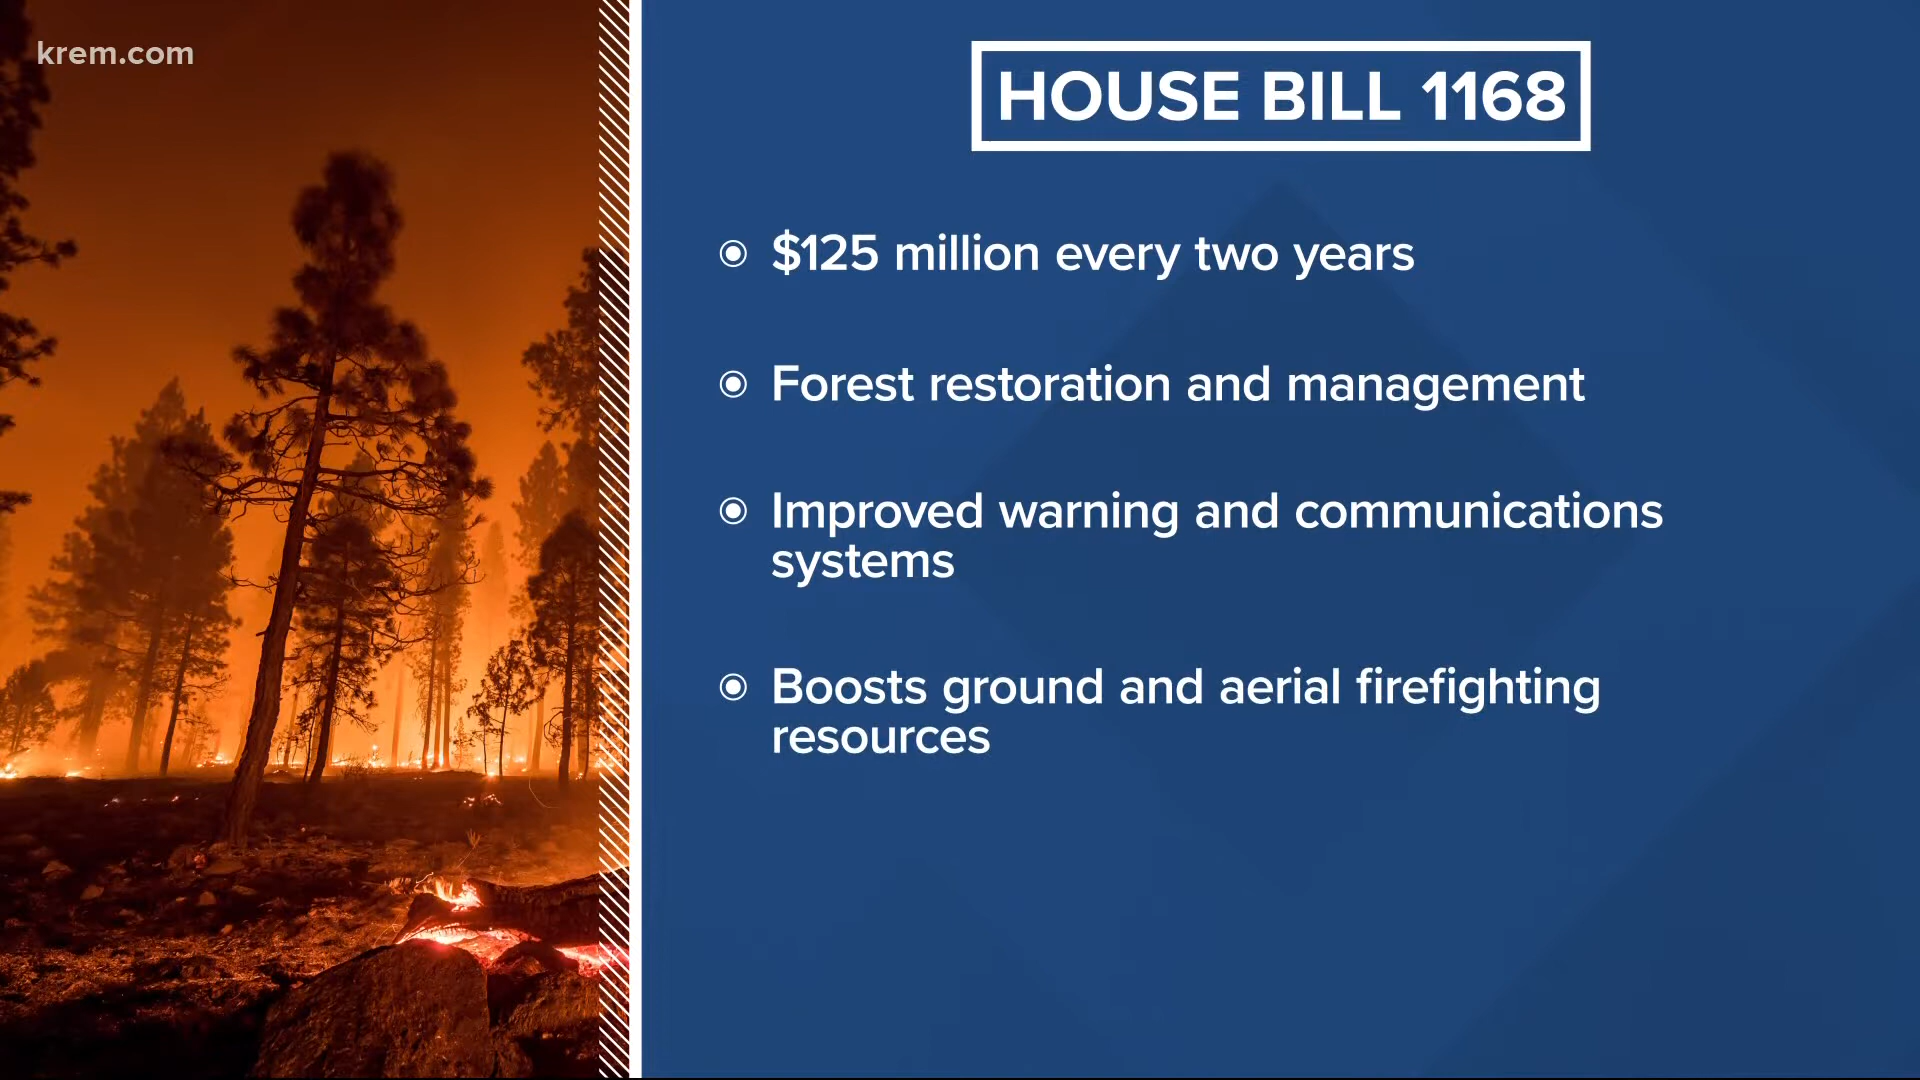 krem.com
HOUSE BILL 1168
$125 million every two years
Forest restoration and management
Improved warning and communications
systems
Boosts ground and aerial firefighting
resources